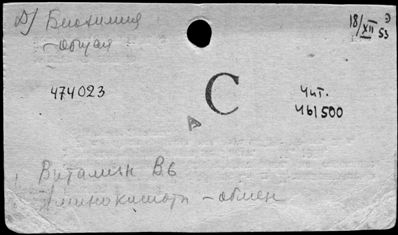 Д/ Биохимия
18/XII 53
Э
- общая
474023
С
Чит.
461500
А
Витамин В6
Аминокислоты - обмен